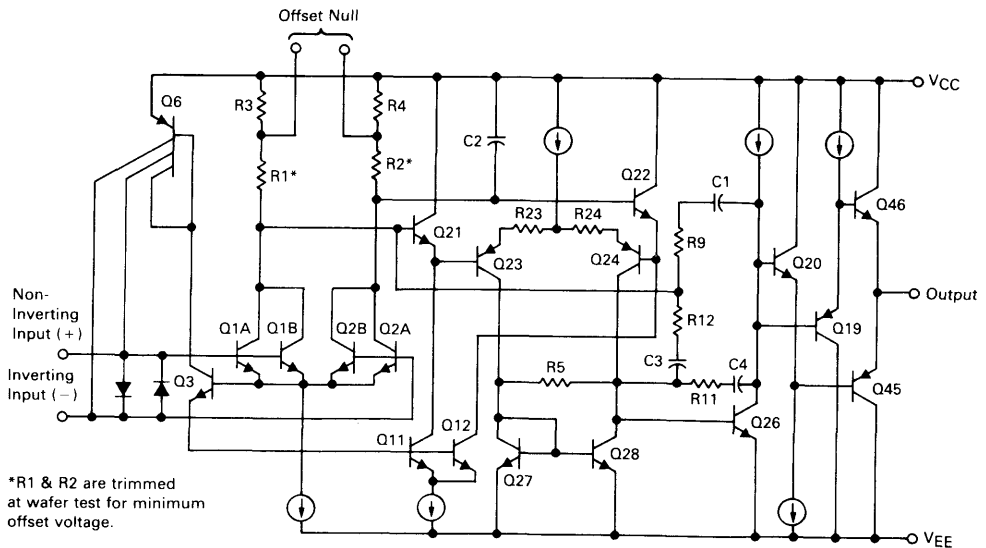 Offset Null
VCC
Q6
R3
R4
C2
R1*
R2*
Q22
C1
Q46
Q21
R23
R24
Q23
Q24
R9
Q20
Non-
Inverting
Input (+)
Output
Q1A
Q1B
Q2B
Q2A
R12
Q19
Inverting
Input (−)
Q3
C3
R5
C4
R11
Q45
Q11
Q12
Q26
Q27
Q28
*R1 & R2 are trimmed
at wafer test for minimum
offset voltage.
VEE